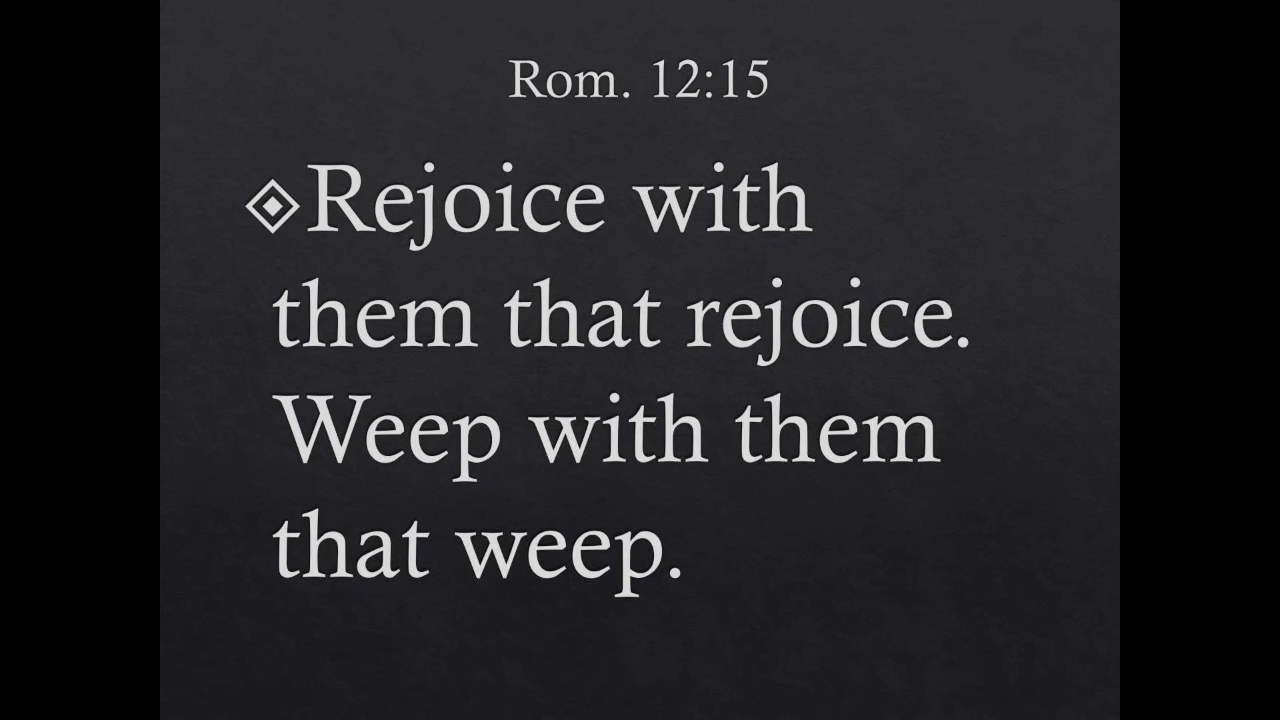 Rom. 12:15
Rejoice with
them that rejoice.
Weep with them
that weep.